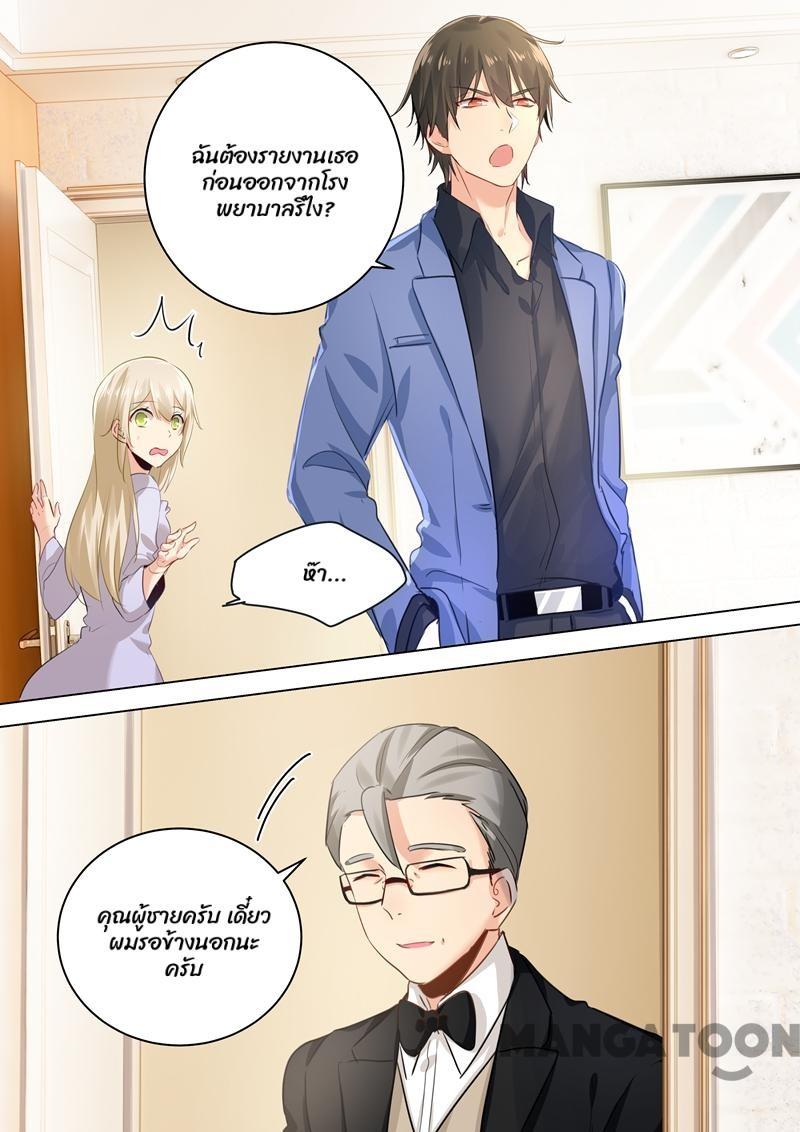 ฉันต้องรายงานเธอ
ก่อนออกจากโรง
พยาบาลรึไง?
ห๊า...
คุณผู้ชายครับ เดี๋ยว
ผมรอข้างนอกนะ
ครับ
MANGATOON